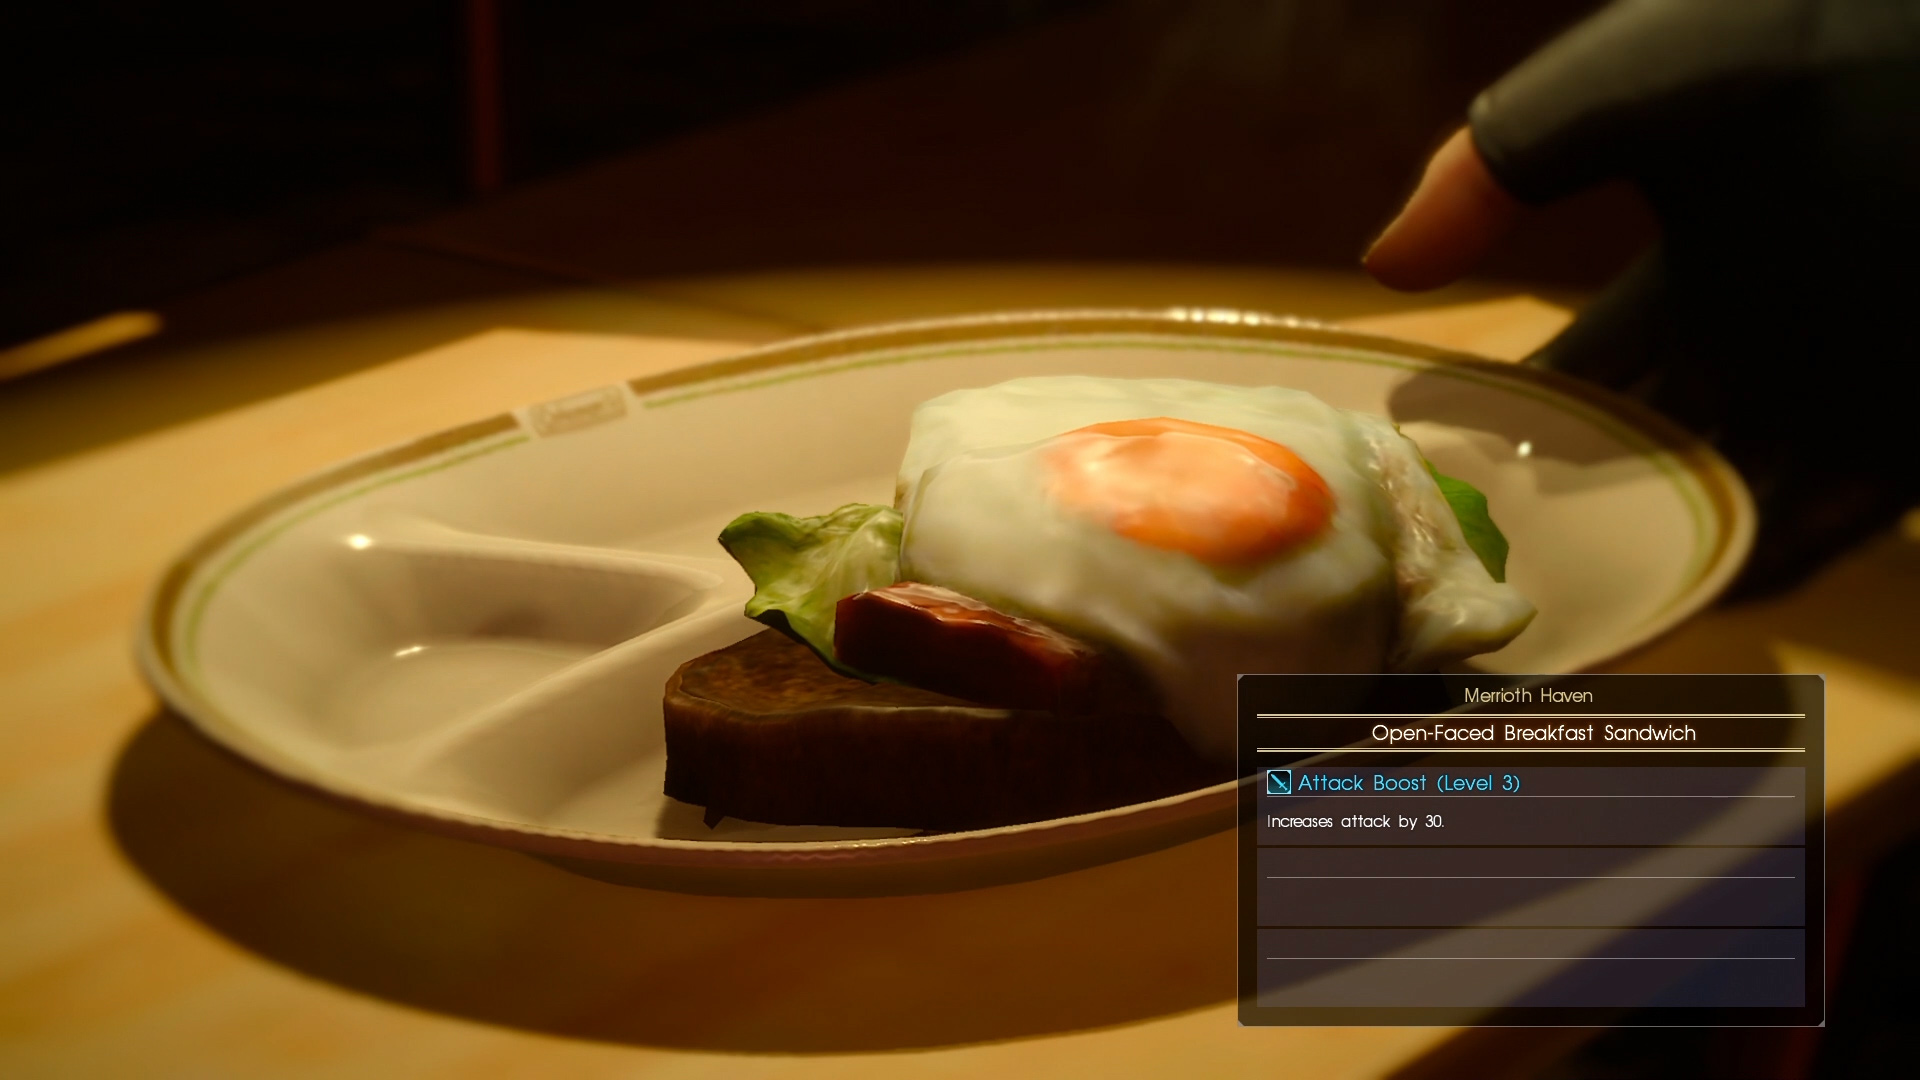 Merrioth Haven
Open-Faced Breakfast Sandwich
Attack Boost (Level 3)
Increases attack by 30.